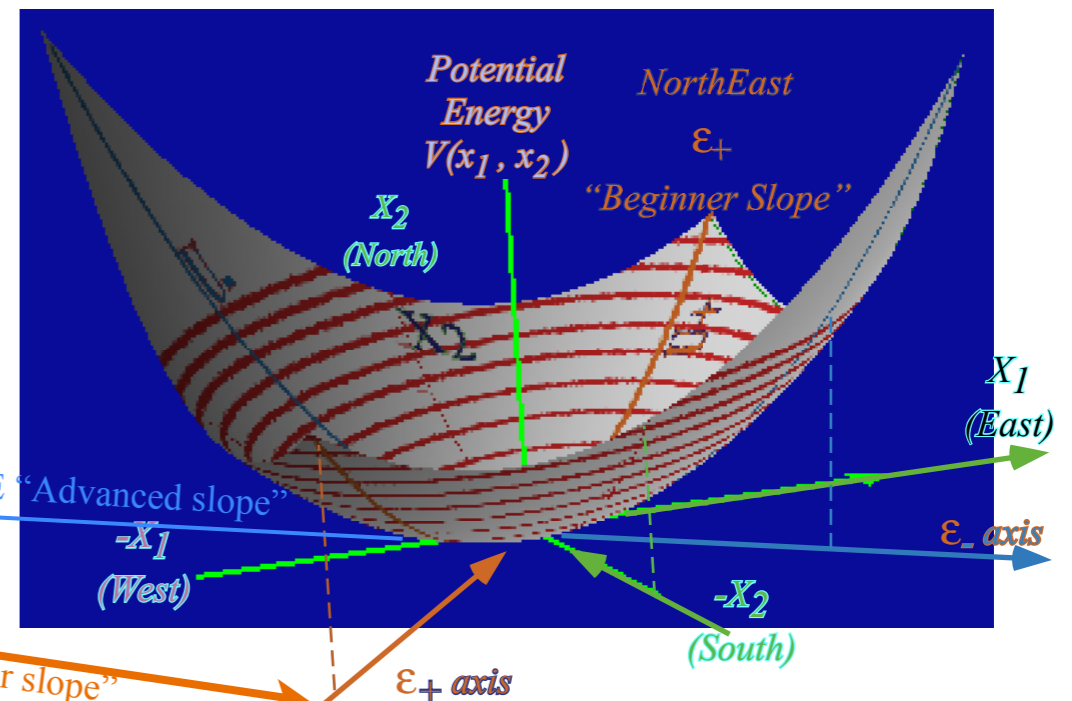 Potential
Energy
V(x1, x2)
NorthEast
ε+
“Beginner Slope”
X2
(North)
U-
X2
U+
X1
(East)
“Advanced slope”
-X1
(West)
ε- axis
-X2
(South)
slope”
ε+ axis